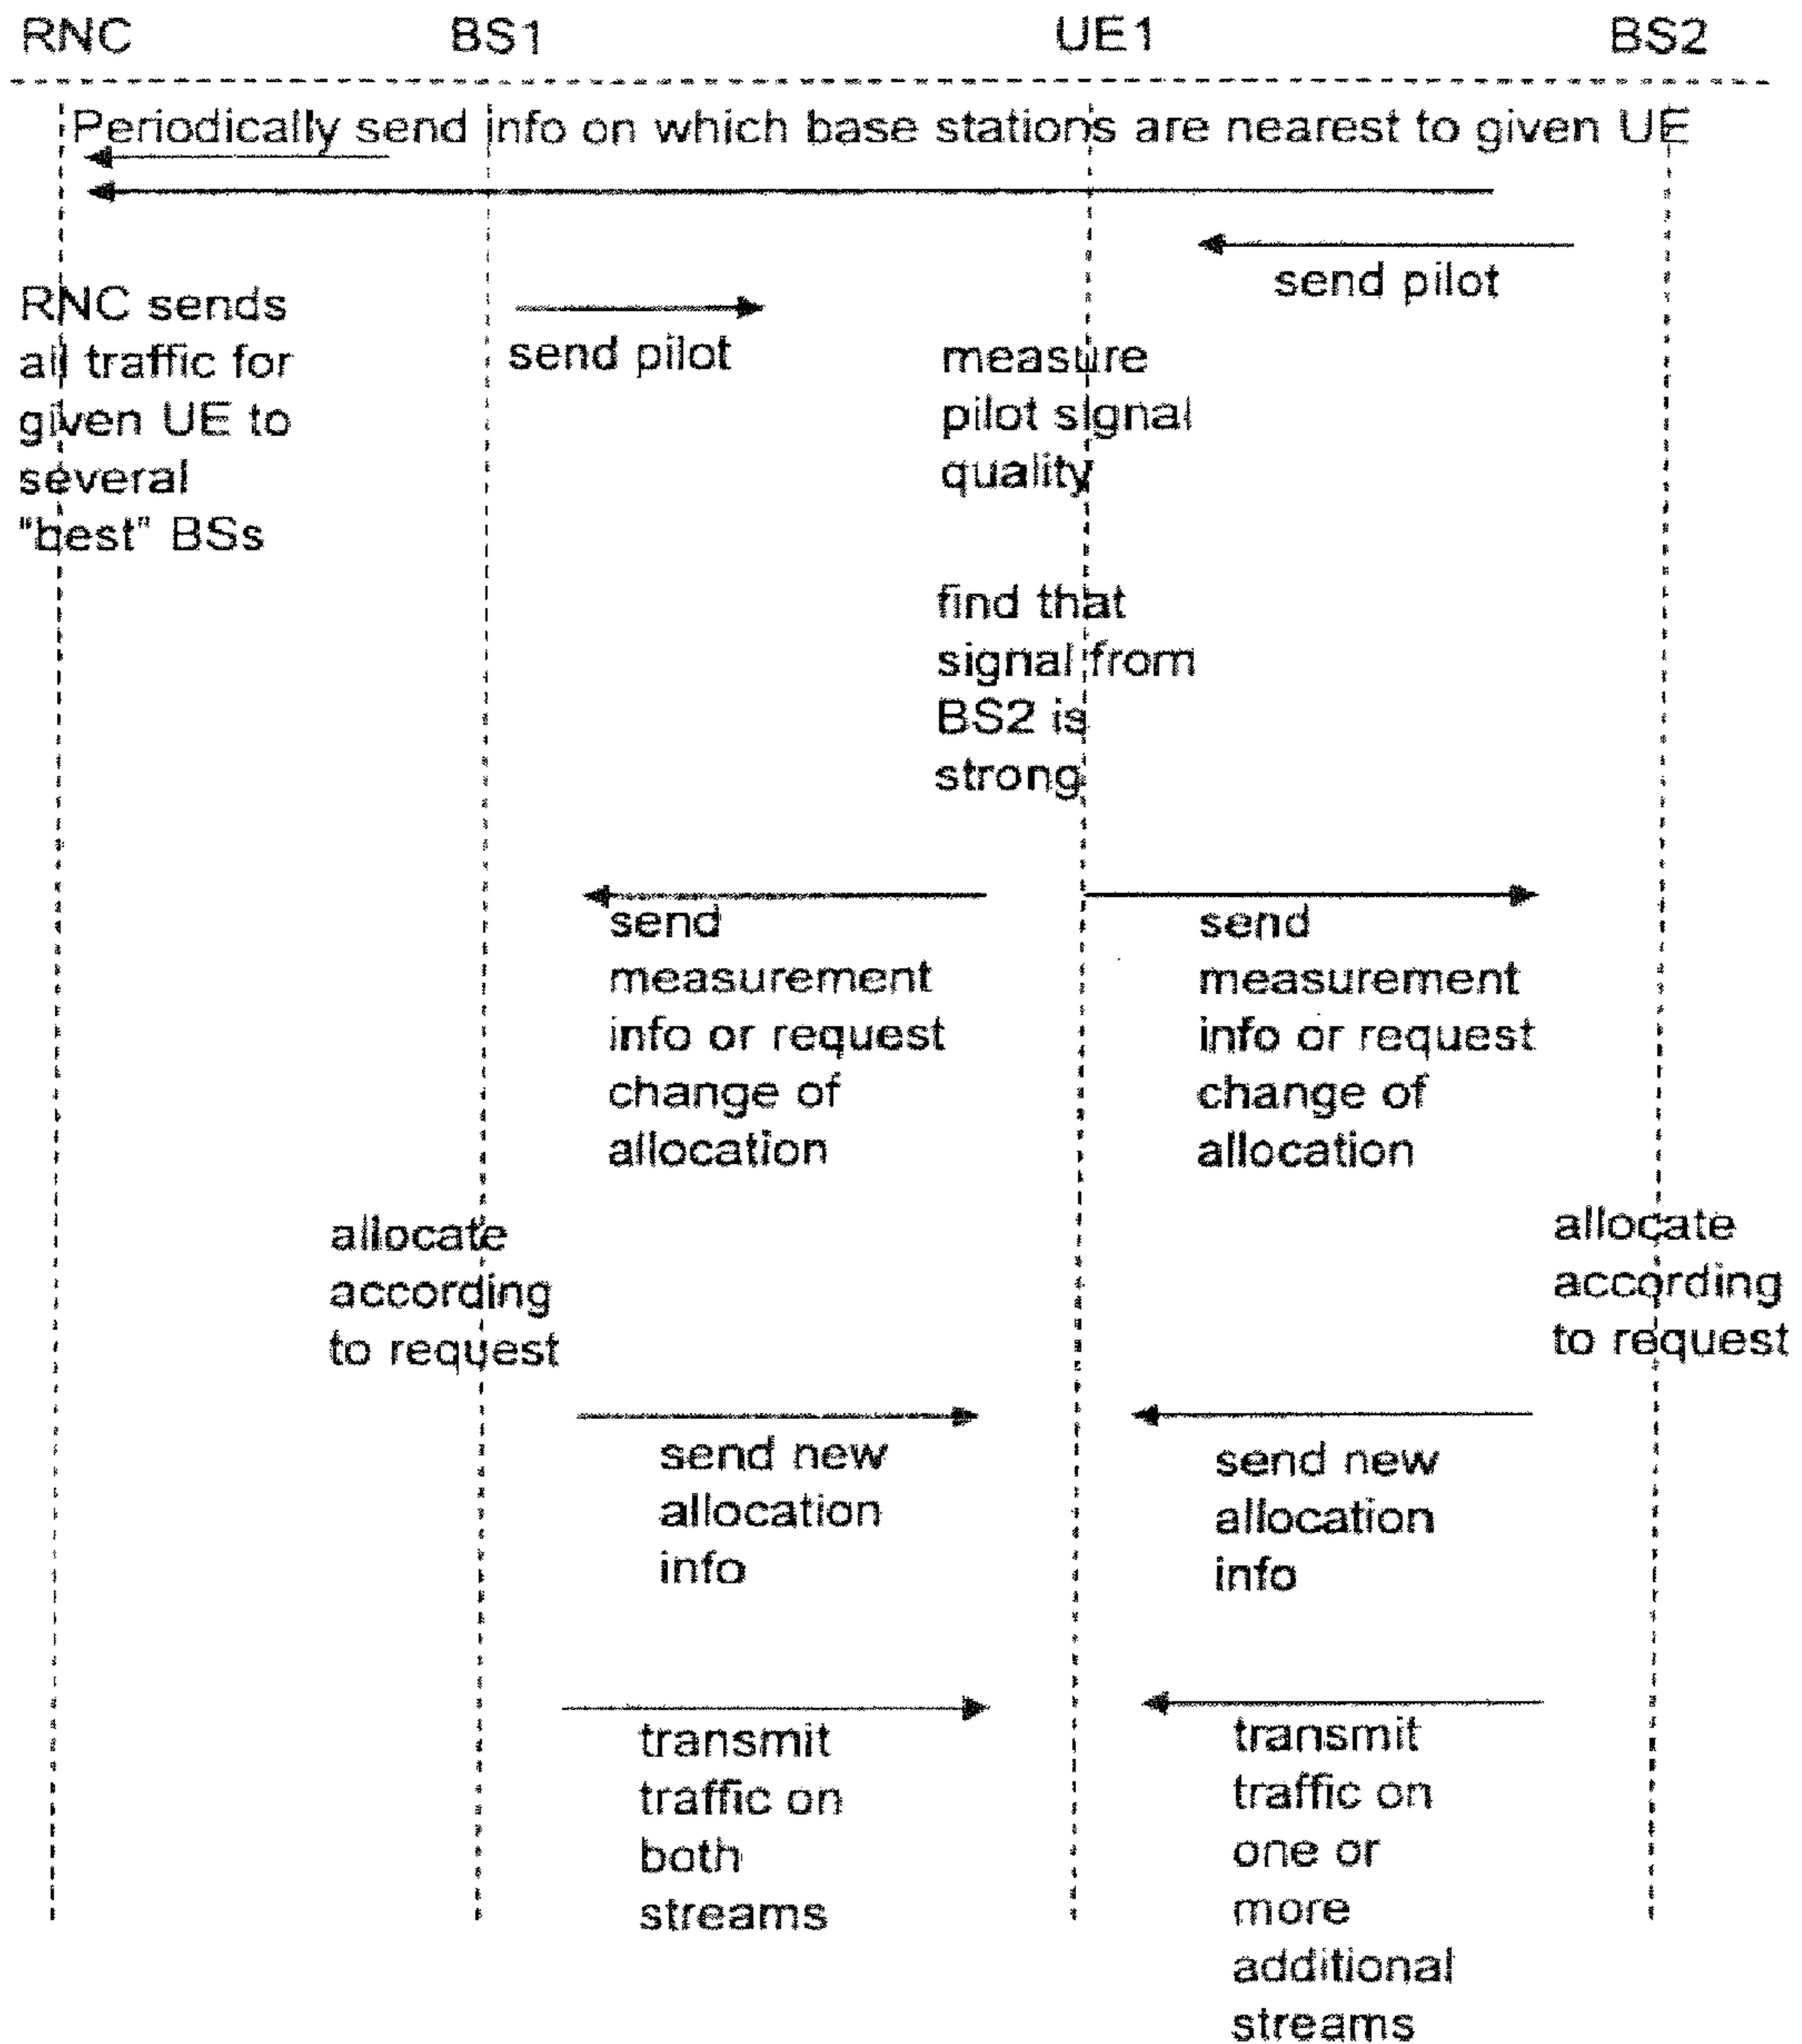 RNC BS1 UE1 BS2
Periodically send info on which base stations are nearest to given UE
send pilot
RNC sends
all traffic for
given UE to
several
"best" BSs
send pilot
measure
pilot signal
quality
find that
signal from
BS2 is
strong
send
measurement
info or request
change of
allocation
send
measurement
info or request
change of
allocation
allocate
according
to request
allocate
according
to request
send new
allocation
info
send new
allocation
info
transmit
traffic on
both
streams
transmit
traffic on
one or
more
additional
streams